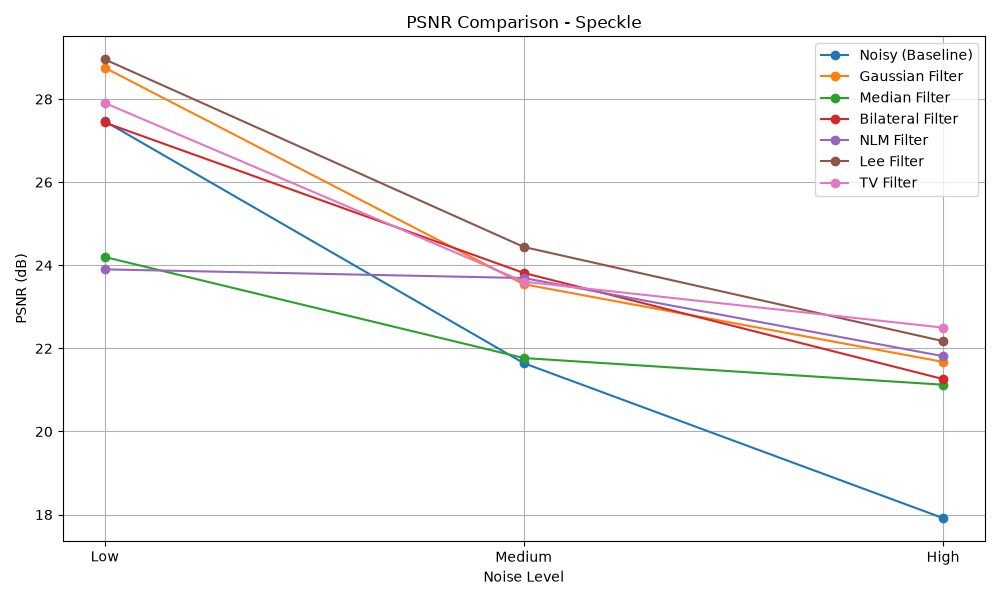 PSNR Comparison - Speckle
Noisy (Baseline)
Gaussian Filter
Median Filter
Bilateral Filter
NLM Filter
Lee Filter
TV Filter
PSNR (dB)
28
26
24
22
20
18
Low
Medium
High
Noise Level